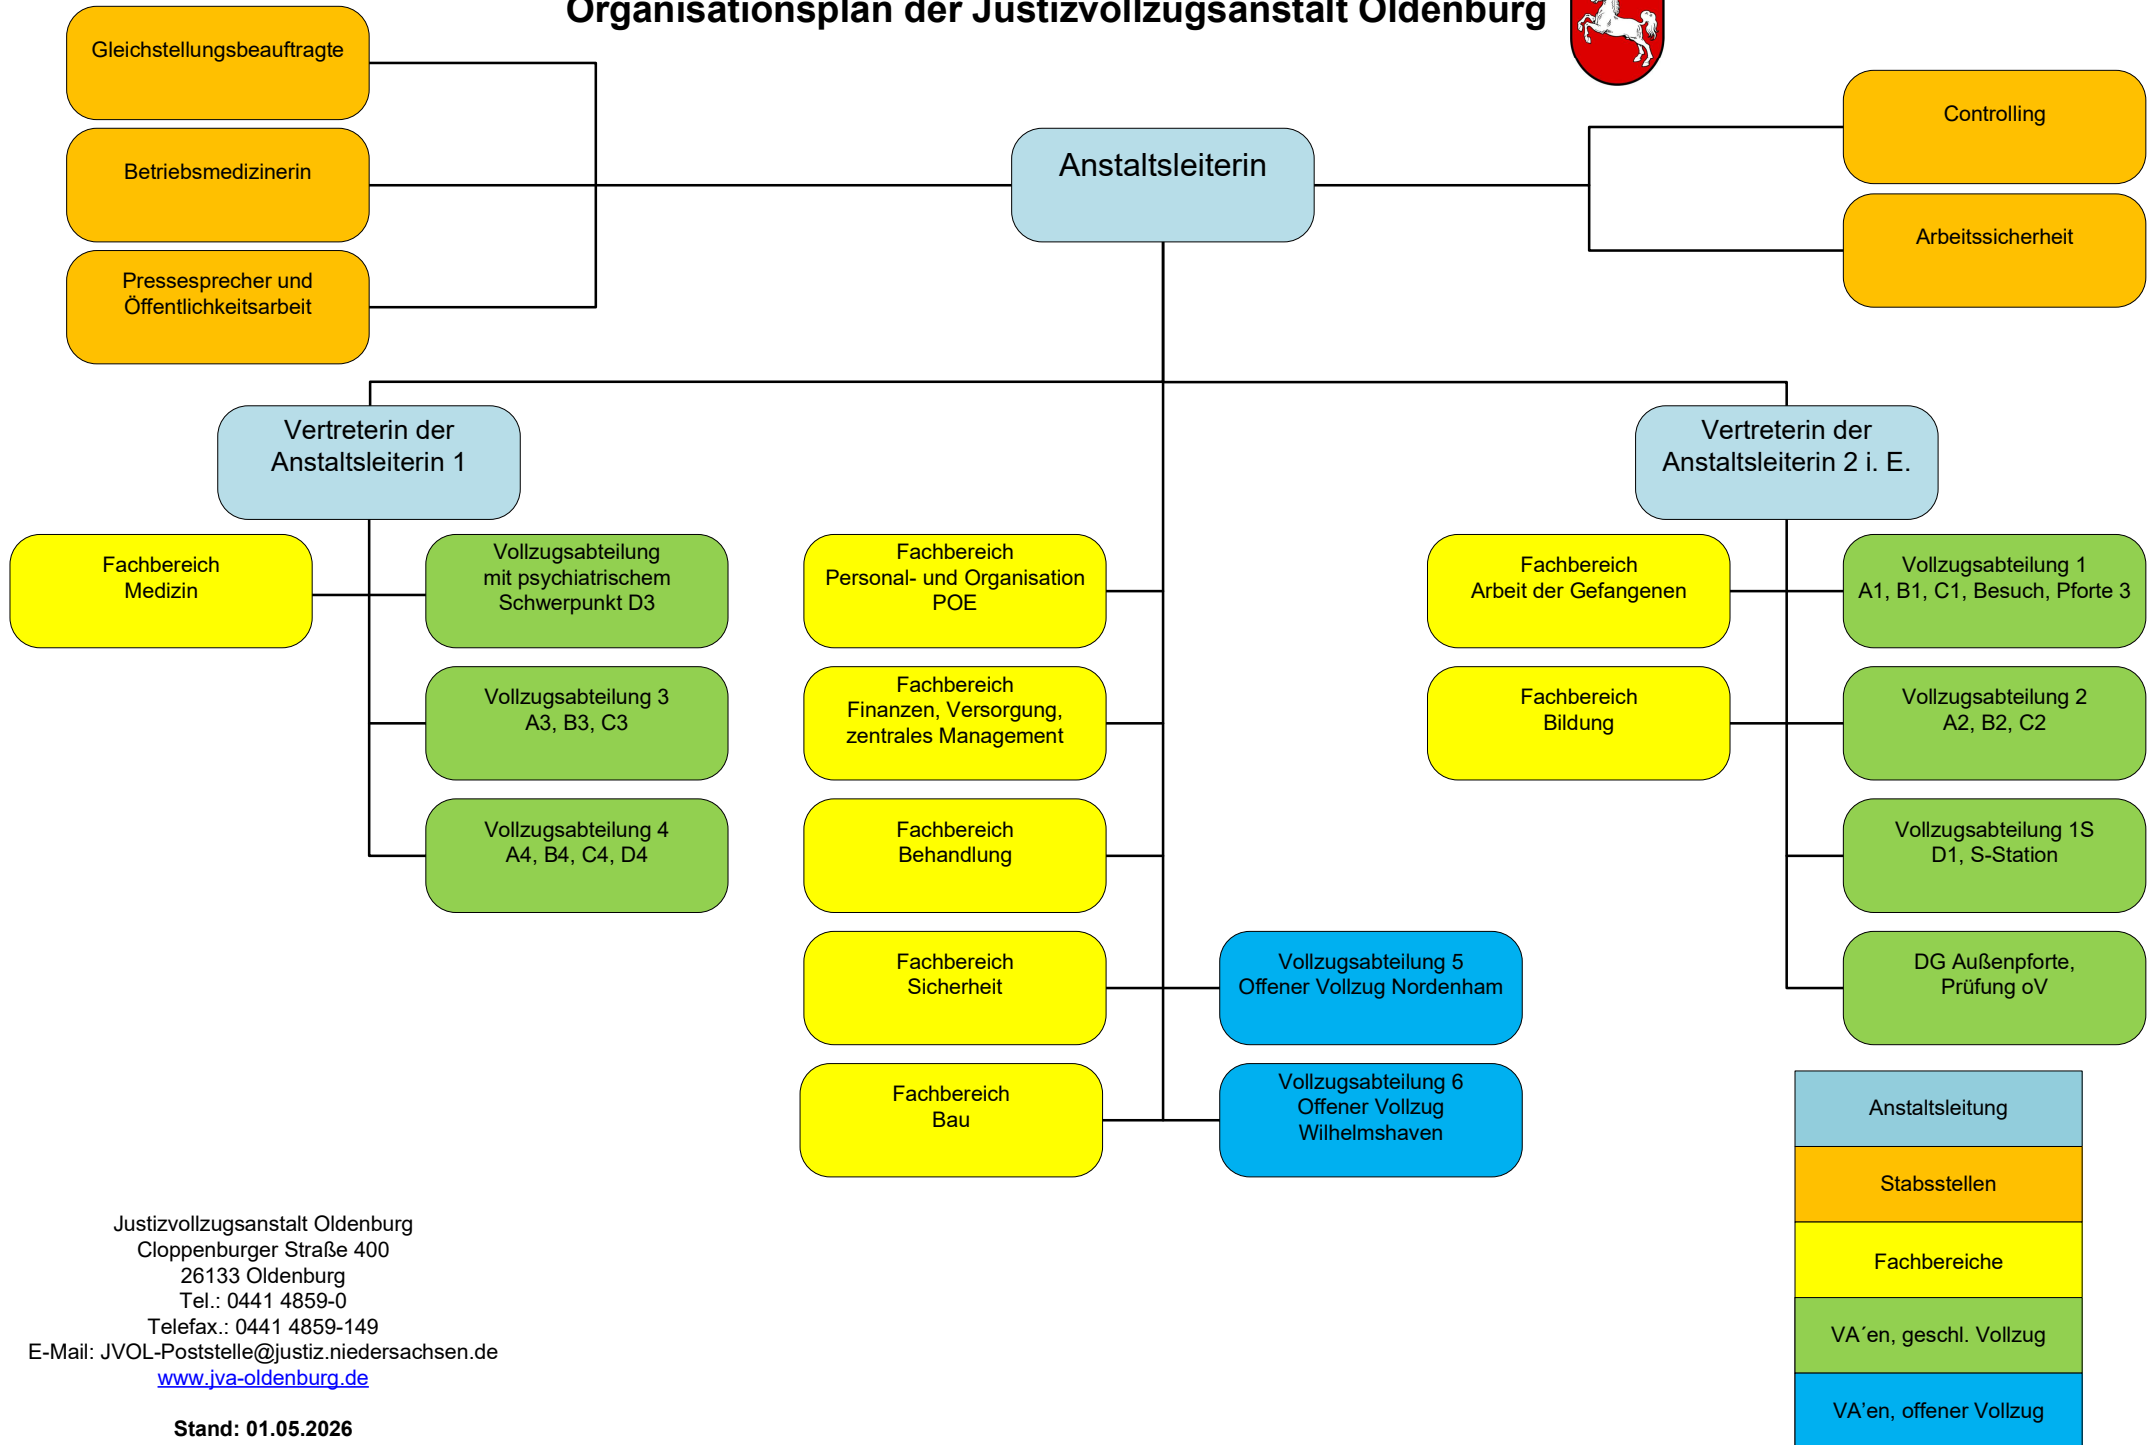 Organisationsplan der Justizvollzugsanstalt Oldenburg
Gleichstellungsbeauftragte
Betriebsmedizinerin
Pressesprecher und
Öffentlichkeitsarbeit
Anstaltsleiterin
Controlling
Arbeitssicherheit
Vertreterin der
Anstaltsleiterin 1
Vertreterin der
Anstaltsleiterin 2 i. E.
Fachbereich
Medizin
Vollzugsabteilung
mit psychiatrischem
Schwerpunkt D3
Vollzugsabteilung 3
A3, B3, C3
Vollzugsabteilung 4
A4, B4, C4, D4
Fachbereich
Personal- und Organisation
POE
Fachbereich
Finanzen, Versorgung,
zentrales Management
Fachbereich
Behandlung
Fachbereich
Sicherheit
Fachbereich
Bau
Vollzugsabteilung 5
Offener Vollzug Nordenham
Vollzugsabteilung 6
Offener Vollzug
Wilhelmshaven
Fachbereich
Arbeit der Gefangenen
Fachbereich
Bildung
Vollzugsabteilung 1
A1, B1, C1, Besuch, Pforte 3
Vollzugsabteilung 2
A2, B2, C2
Vollzugsabteilung 1S
D1, S-Station
DG Außenpforte,
Prüfung oV
Anstaltsleitung
Stabsstellen
Fachbereiche
VA´en, geschl. Vollzug
VA’en, offener Vollzug
Justizvollzugsanstalt Oldenburg
Cloppenburger Straße 400
26133 Oldenburg
Tel.: 0441 4859-0
Telefax.: 0441 4859-149
E-Mail: JVOL-Poststelle@justiz.niedersachsen.de
www.jva-oldenburg.de
Stand: 01.05.2026